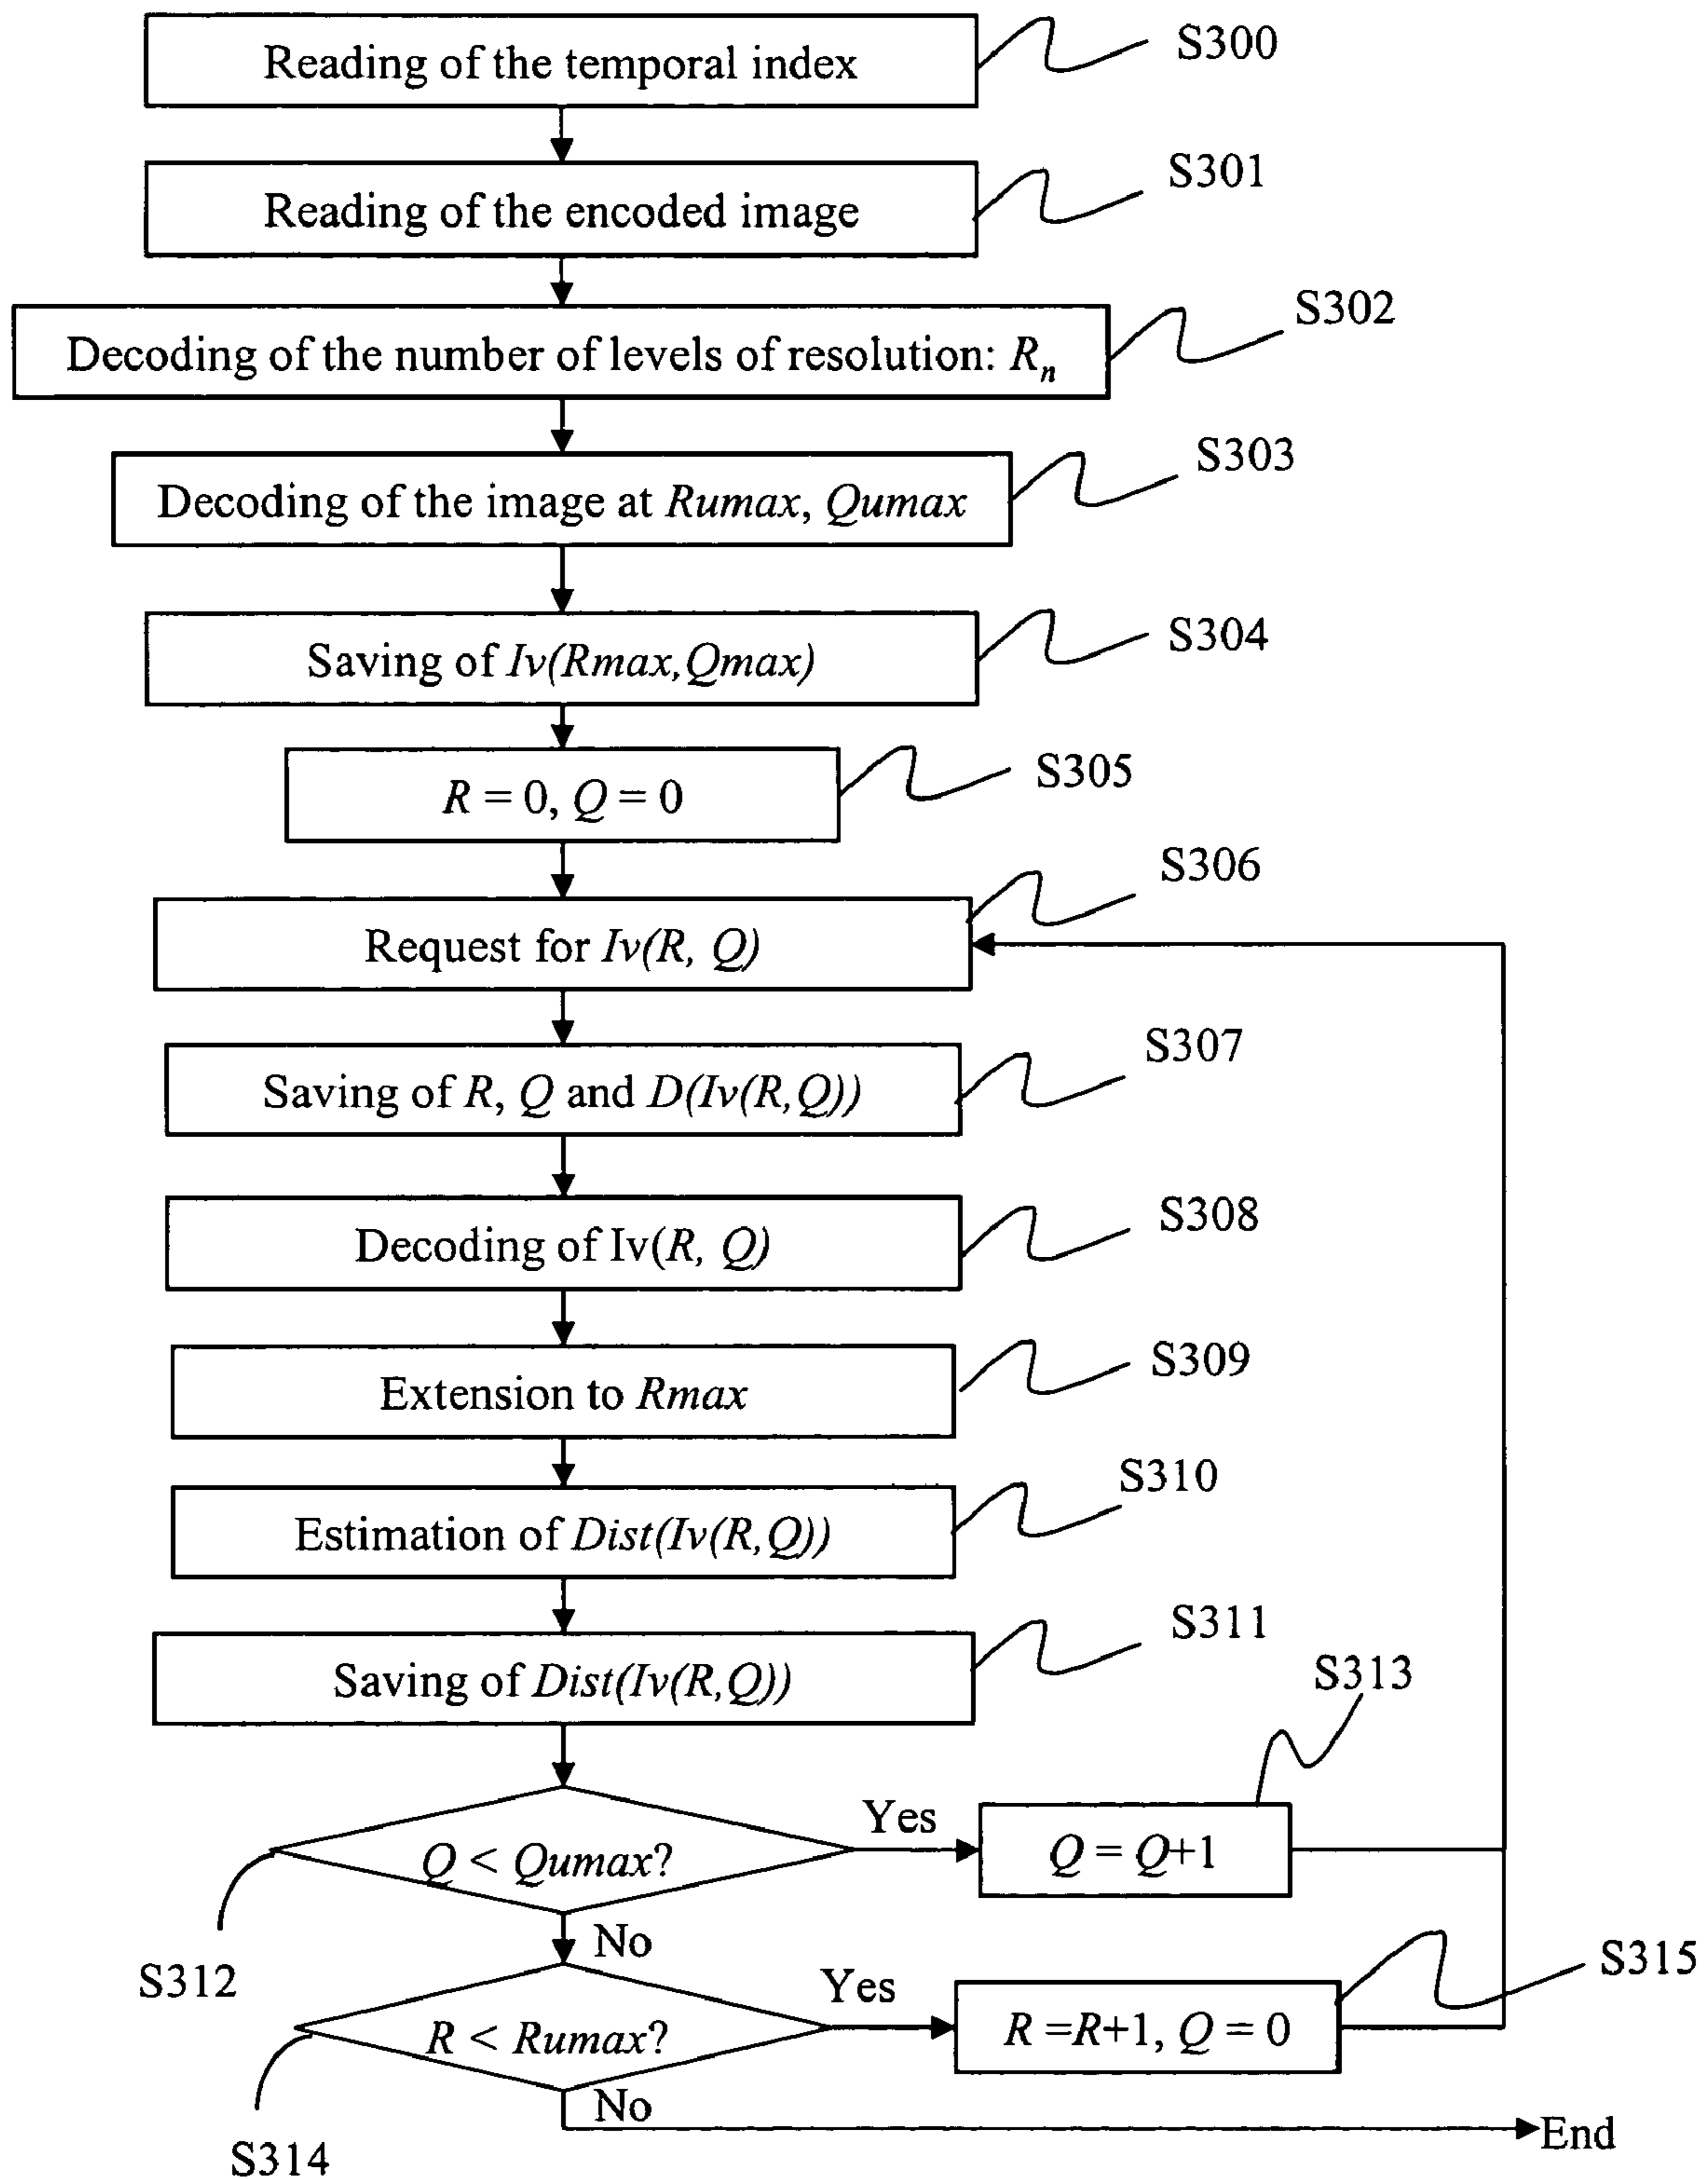 Reading of the temporal index
S300
Reading of the encoded image
S301
Decoding of the number of levels of resolution: Rn
S302
Decoding of the image at Rumax, Qumax
S303
Saving of Iv(Rmax,Qmax)
S304
R = 0, Q = 0
S305
Request for Iv(R, Q)
S306
Saving of R, Q and D(Iv(R,Q))
S307
Decoding of Iv(R, Q)
S308
Extension to Rmax
S309
Estimation of Dist(Iv(R,Q))
S310
Saving of Dist(Iv(R,Q))
S311
S313
Q < Qumax?
Yes
Q = Q+1
S312
No
R < Rumax?
Yes
R =R+1, Q = 0
S315
S314
No
End